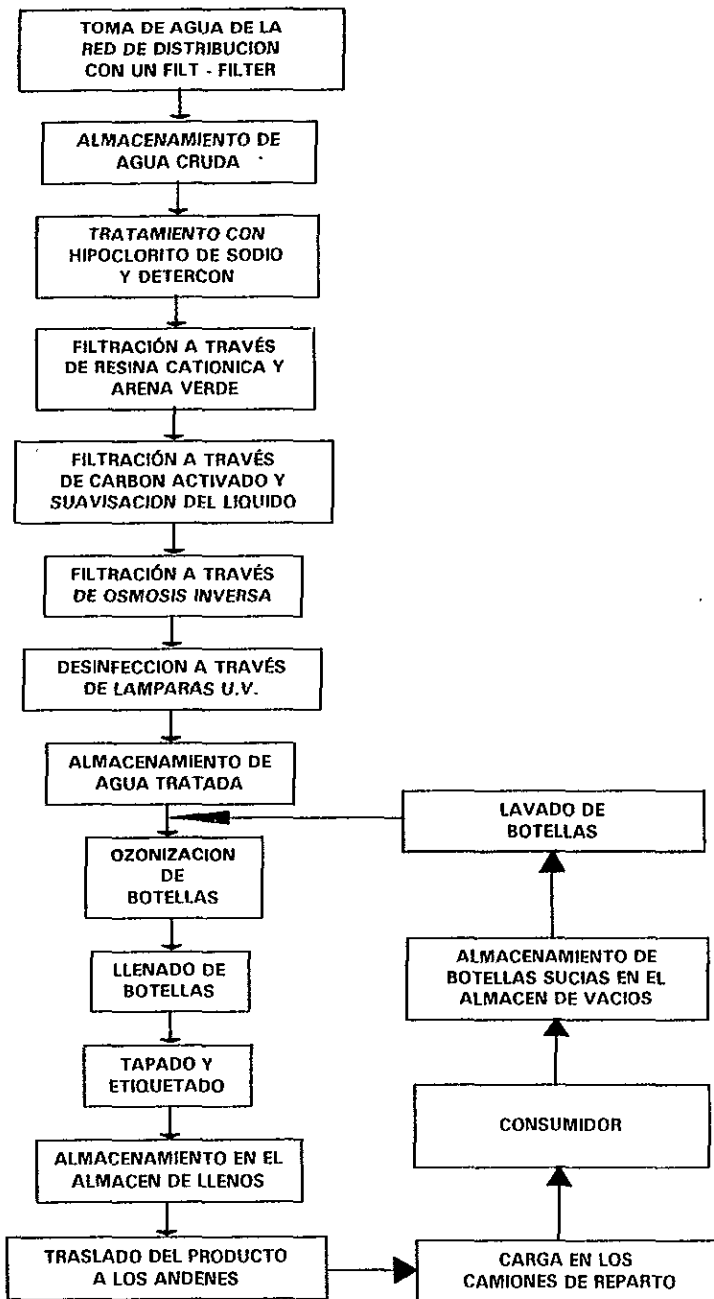 TOMA DE AGUA DE LA
RED DE DISTRIBUCION
CON UN FILT - FILTER
ALMACENAMIENTO DE
AGUA CRUDA
TRATAMIENTO CON
HIPOCLORITO DE SODIO
Y DETERCON
FILTRACIÓN A TRAVÉS
DE RESINA CATIONICA Y
ARENA VERDE
FILTRACIÓN A TRAVÉS
DE CARBON ACTIVADO Y
SUAVISACION DEL LIQUIDO
FILTRACIÓN A TRAVÉS
DE OSMOSIS INVERSA
DESINFECCION A TRAVÉS
DE LAMPARAS U.V.
ALMACENAMIENTO DE
AGUA TRATADA
OZONIZACION
DE
BOTELLAS
LLENADO DE
BOTELLAS
TAPADO Y
ETIQUETADO
ALMACENAMIENTO EN EL
ALMACEN DE LLENOS
TRASLADO DEL PRODUCTO
A LOS ANDENES
CARGA EN LOS
CAMIONES DE REPARTO
CONSUMIDOR
ALMACENAMIENTO DE
BOTELLAS SUCIAS EN EL
ALMACEN DE VACIOS
LAVADO DE
BOTELLAS